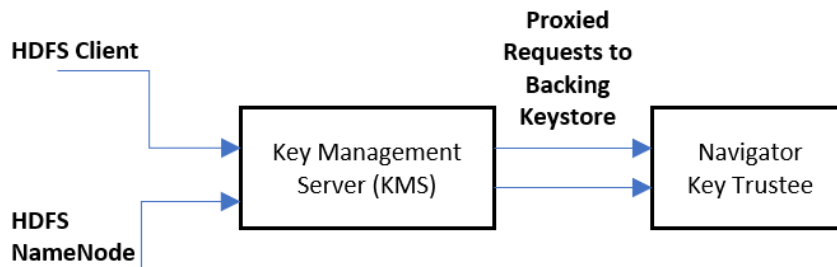 HDFS Client
Proxied
Requests to
Backing
Keystore
Key Management
Server (KMS)
Navigator
Key Trustee
HDFS
NameNode